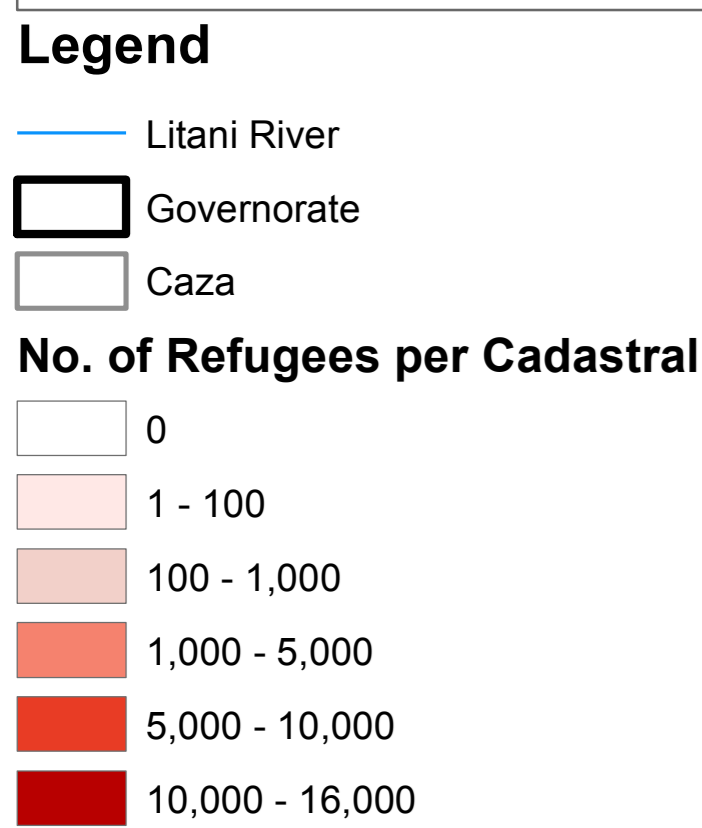 Legend
Litani River
Governorate
Caza
No. of Refugees per Cadastral
0
1 - 100
100 - 1,000
1,000 - 5,000
5,000 - 10,000
10,000 - 16,000